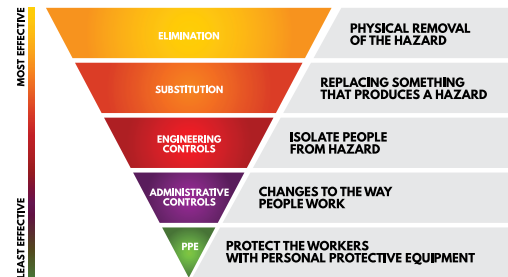 MOST EFFECTIVE
ELIMINATION
PHYSICAL REMOVAL
OF THE HAZARD
SUBSTITUTION
REPLACING SOMETHING
THAT PRODUCES A HAZARD
ENGINEERING
CONTROLS
ISOLATE PEOPLE
FROM HAZARD
ADMINISTRATIVE
CONTROLS
CHANGES TO THE WAY
PEOPLE WORK
LEAST EFFECTIVE
PPE
PROTECT THE WORKERS
WITH PERSONAL PROTECTIVE EQUIPMENT